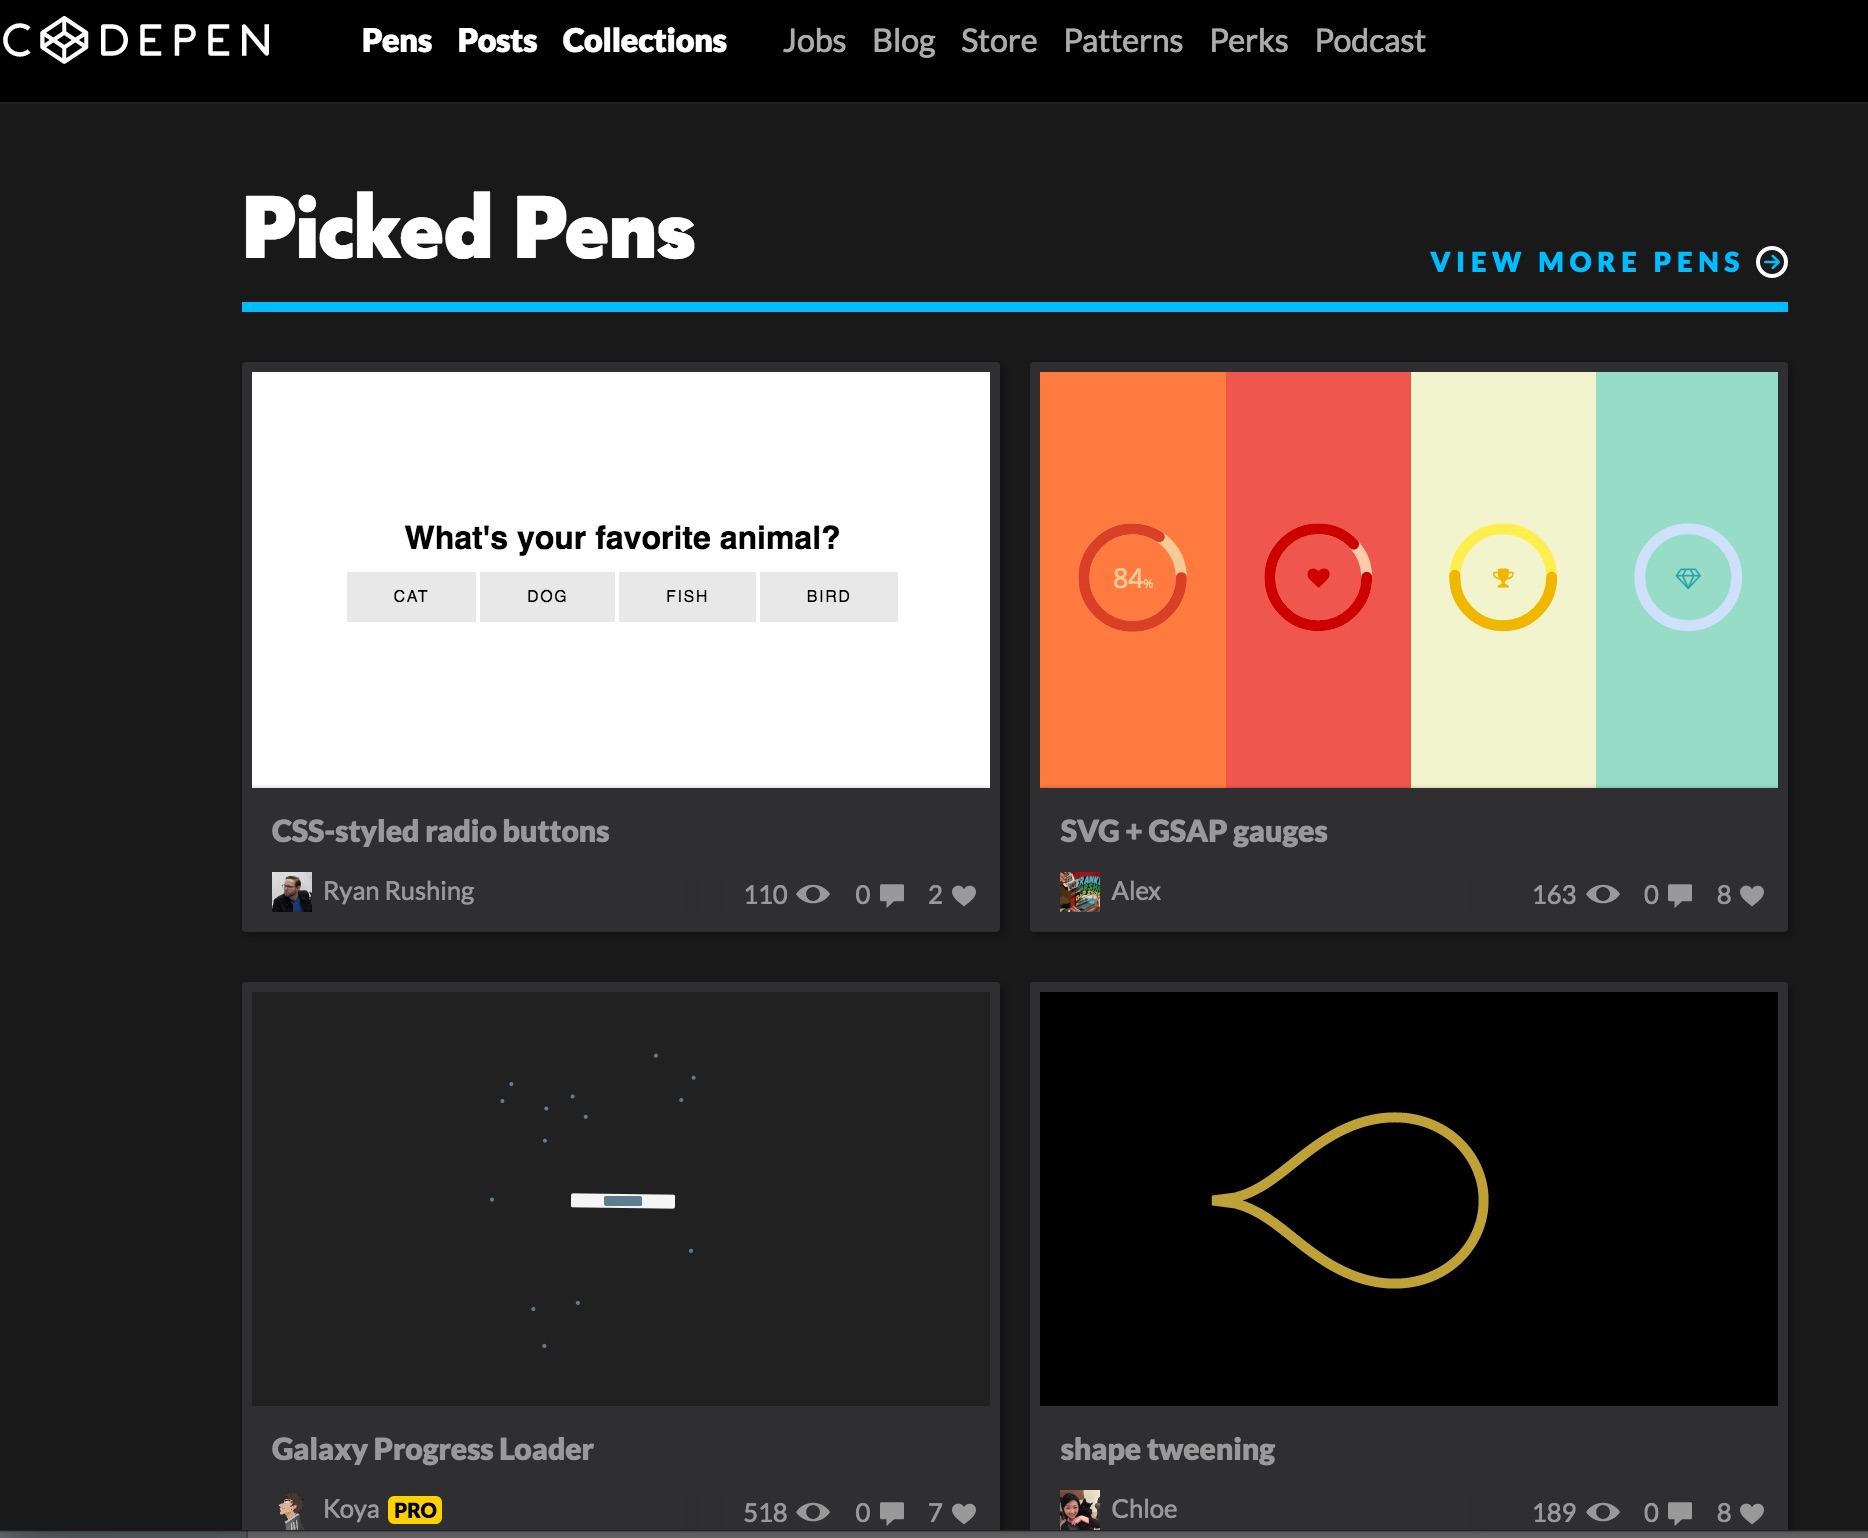 CODEPEN Pens Posts Collections Jobs Blog Store Patterns Perks Podcast
Picked Pens
VIEW MORE PENS
What's your favorite animal?
CAT DOG FISH BIRD
84%
CSS-styled radio buttons
Ryan Rushing 110 0 2
SVG + GSAP gauges
Alex 163 0 8
Galaxy Progress Loader
Koya PRO 518 0 7
shape tweening
Chloe 189 0 8